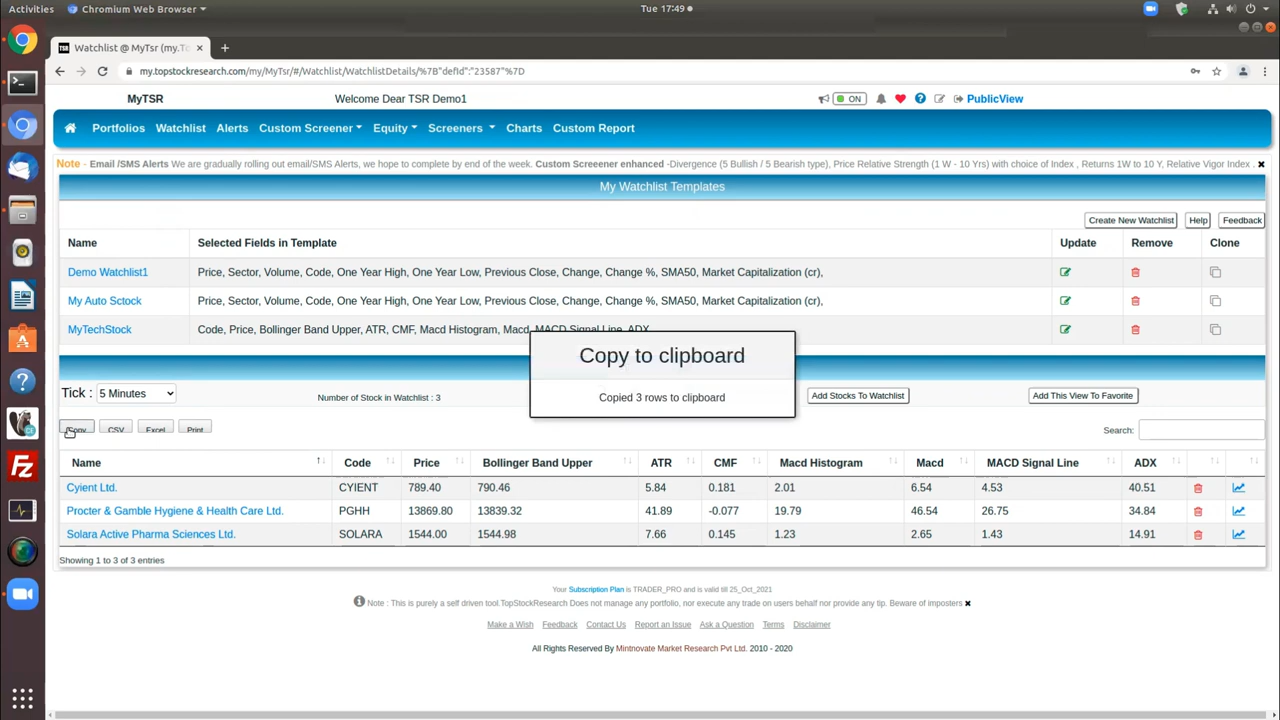 Activities
Chromium Web Browser
Tue 17:49
TSR Watchlist @ MyTsr (my.T
my.topstockresearch.com/my/MyTsr/#/Watchlist/WatchlistDetails/%7B"defId":"23587"%7D
MyTSR Welcome Dear TSR Demo1 ON PublicView
Portfolios Watchlist Alerts Custom Screener Equity Screeners Charts Custom Report
Note - Email /SMS Alerts We are gradually rolling out email/SMS Alerts, we hope to complete by end of the week. Custom Screeener enhanced -Divergence (5 Bullish / 5 Bearish type), Price Relative Strength (1 W - 10 Yrs) with choice of Index , Returns 1W to 10 Y, Relative Vigor Index .
My Watchlist Templates
Create New Watchlist Help Feedback
Name Selected Fields in Template Update Remove Clone
Demo Watchlist1 Price, Sector, Volume, Code, One Year High, One Year Low, Previous Close, Change, Change %, SMA50, Market Capitalization (cr),
My Auto Sctock Price, Sector, Volume, Code, One Year High, One Year Low, Previous Close, Change, Change %, SMA50, Market Capitalization (cr),
MyTechStock Code, Price, Bollinger Band Upper, ATR, CMF, Macd Histogram, Macd, MACD Signal Line, ADX,
Copy to clipboard
Copied 3 rows to clipboard
Tick : 5 Minutes Number of Stock in Watchlist : 3 Add Stocks To Watchlist Add This View To Favorite
Copy CSV Excel Print Search:
Name Code Price Bollinger Band Upper ATR CMF Macd Histogram Macd MACD Signal Line ADX
Cyient Ltd. CYIENT 789.40 790.46 5.84 0.181 2.01 6.54 4.53 40.51
Procter & Gamble Hygiene & Health Care Ltd. PGHH 13869.80 13839.32 41.89 -0.077 19.79 46.54 26.75 34.84
Solara Active Pharma Sciences Ltd. SOLARA 1544.00 1544.98 7.66 0.145 1.23 2.65 1.43 14.91
Showing 1 to 3 of 3 entries
Your Subscription Plan is TRADER_PRO and is valid till 25_Oct_2021
Note : This is purely a self driven tool.TopStockResearch Does not manage any portfolio, nor execute any trade on users behalf nor provide any tip. Beware of imposters
Make a Wish Feedback Contact Us Report an Issue Ask a Question Terms Disclaimer
All Rights Reserved By Mintnovate Market Research Pvt Ltd. 2010 - 2020